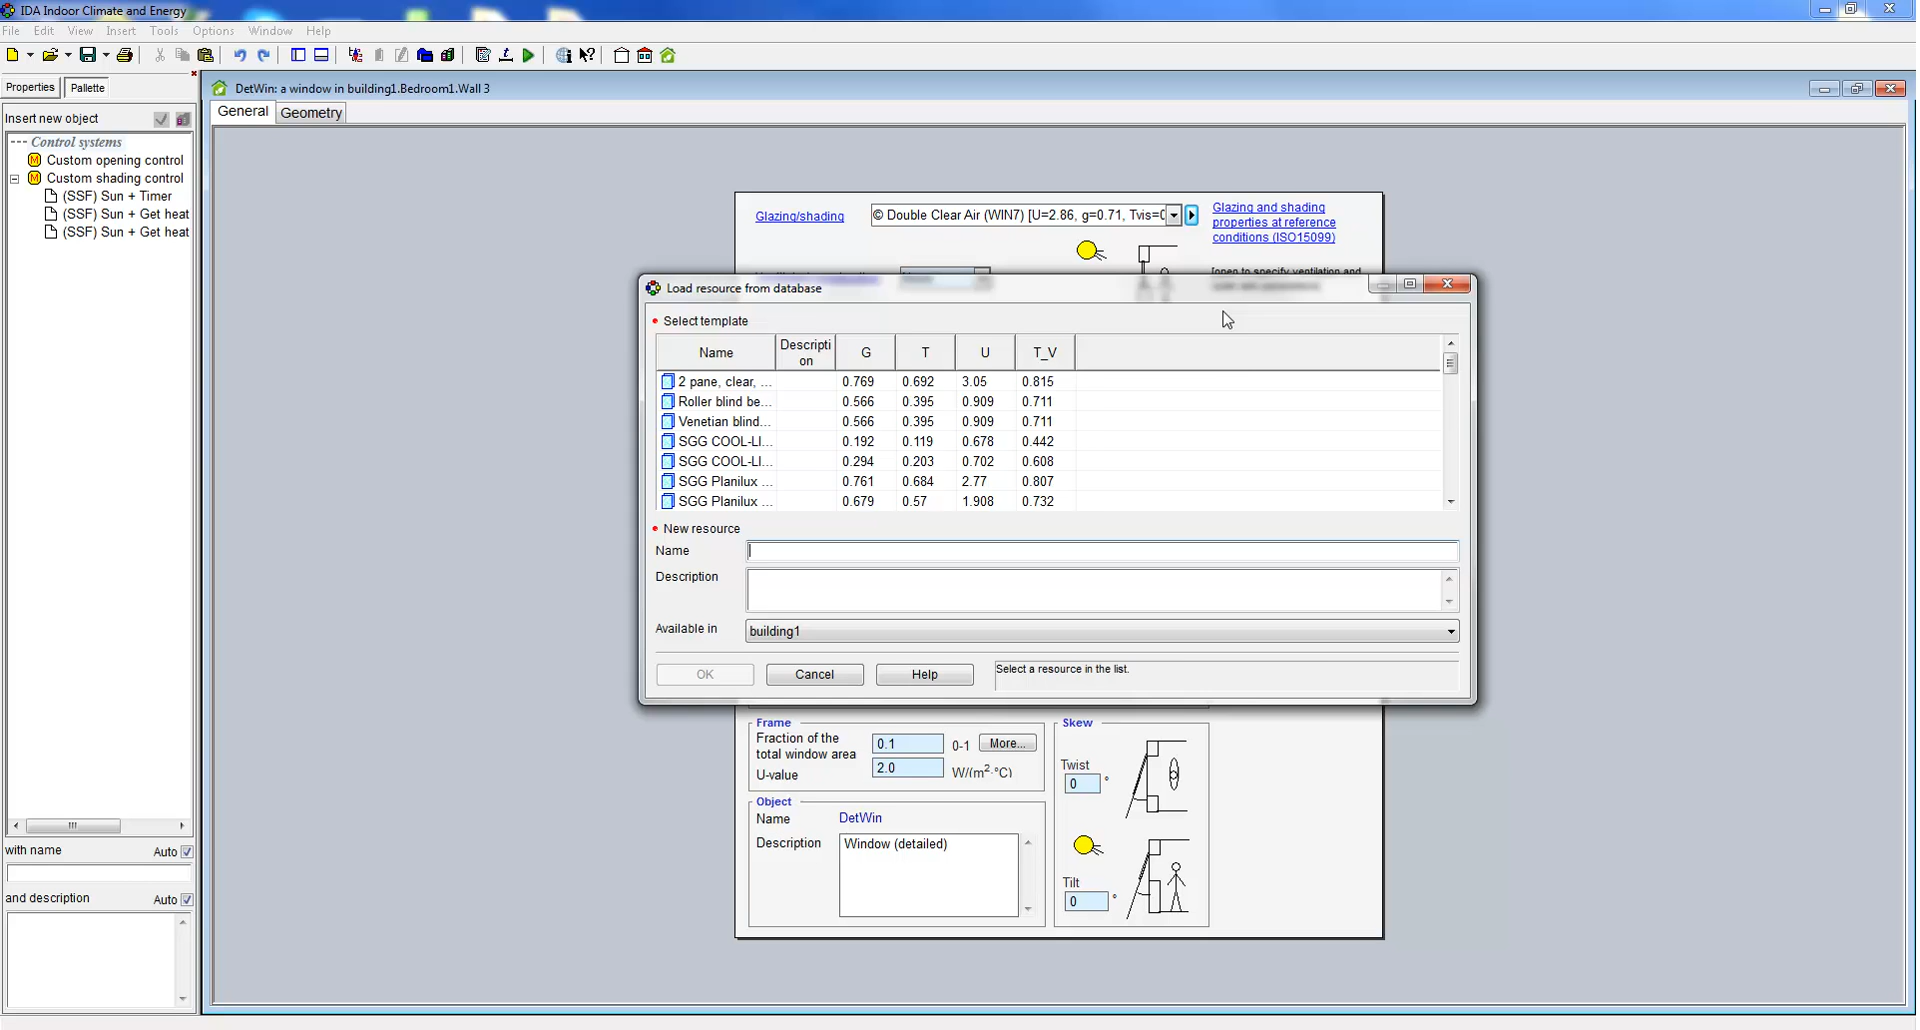 IDA Indoor Climate and Energy
File Edit View Insert Tools Options Window Help
Properties Palette
Insert new object
Control systems
Custom opening control
Custom shading control
(SSF) Sun + Timer
(SSF) Sun + Get heat
(SSF) Sun + Get heat
with name Auto
and description Auto
DetWin: a window in building1.Bedroom1.Wall 3
General Geometry
Glazing/shading
© Double Clear Air (WIN7) [U=2.86, g=0.71, Tvis=
Glazing and shading
properties at reference
conditions (ISO15099)
[open to specify ventilation and
Load resource from database
Select template
Name Descripti
on G T U T_V
2 pane, clear, ... 0.769 0.692 3.05 0.815
Roller blind be... 0.566 0.395 0.909 0.711
Venetian blind... 0.566 0.395 0.909 0.711
SGG COOL-LI... 0.192 0.119 0.678 0.442
SGG COOL-LI... 0.294 0.203 0.702 0.608
SGG Planilux ... 0.761 0.684 2.77 0.807
SGG Planilux ... 0.679 0.57 1.908 0.732
New resource
Name
Description
Available in building1
OK Cancel Help Select a resource in the list.
Frame
Fraction of the
total window area 0.1 0-1 More...
U-value 2.0 W/(m²·°C)
Object
Name DetWin
Description Window (detailed)
Skew
Twist
0 °
Tilt
0 °